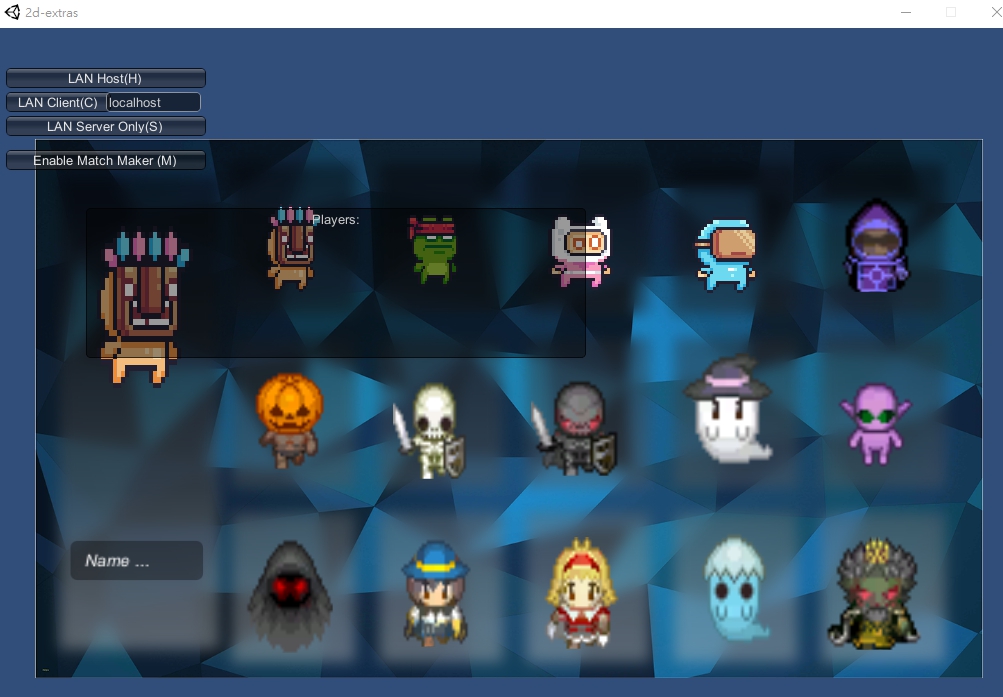 2d-extras
LAN Host(H)
LAN Client(C) localhost
LAN Server Only(S)
Enable Match Maker (M)
Players:
Name ...